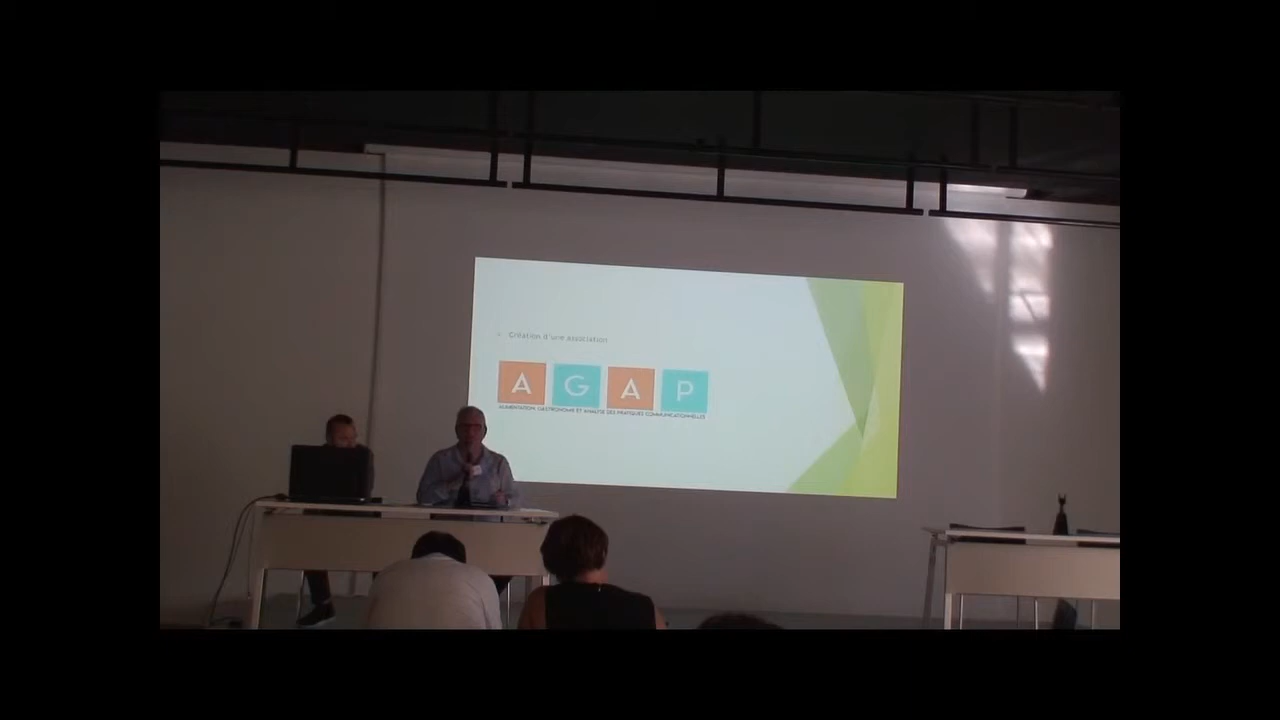 Création d'une association
A G A P
ALIMENTATION, GASTRONOMIE ET ANALYSE DES PRATIQUES COMMUNICATIONNELLES